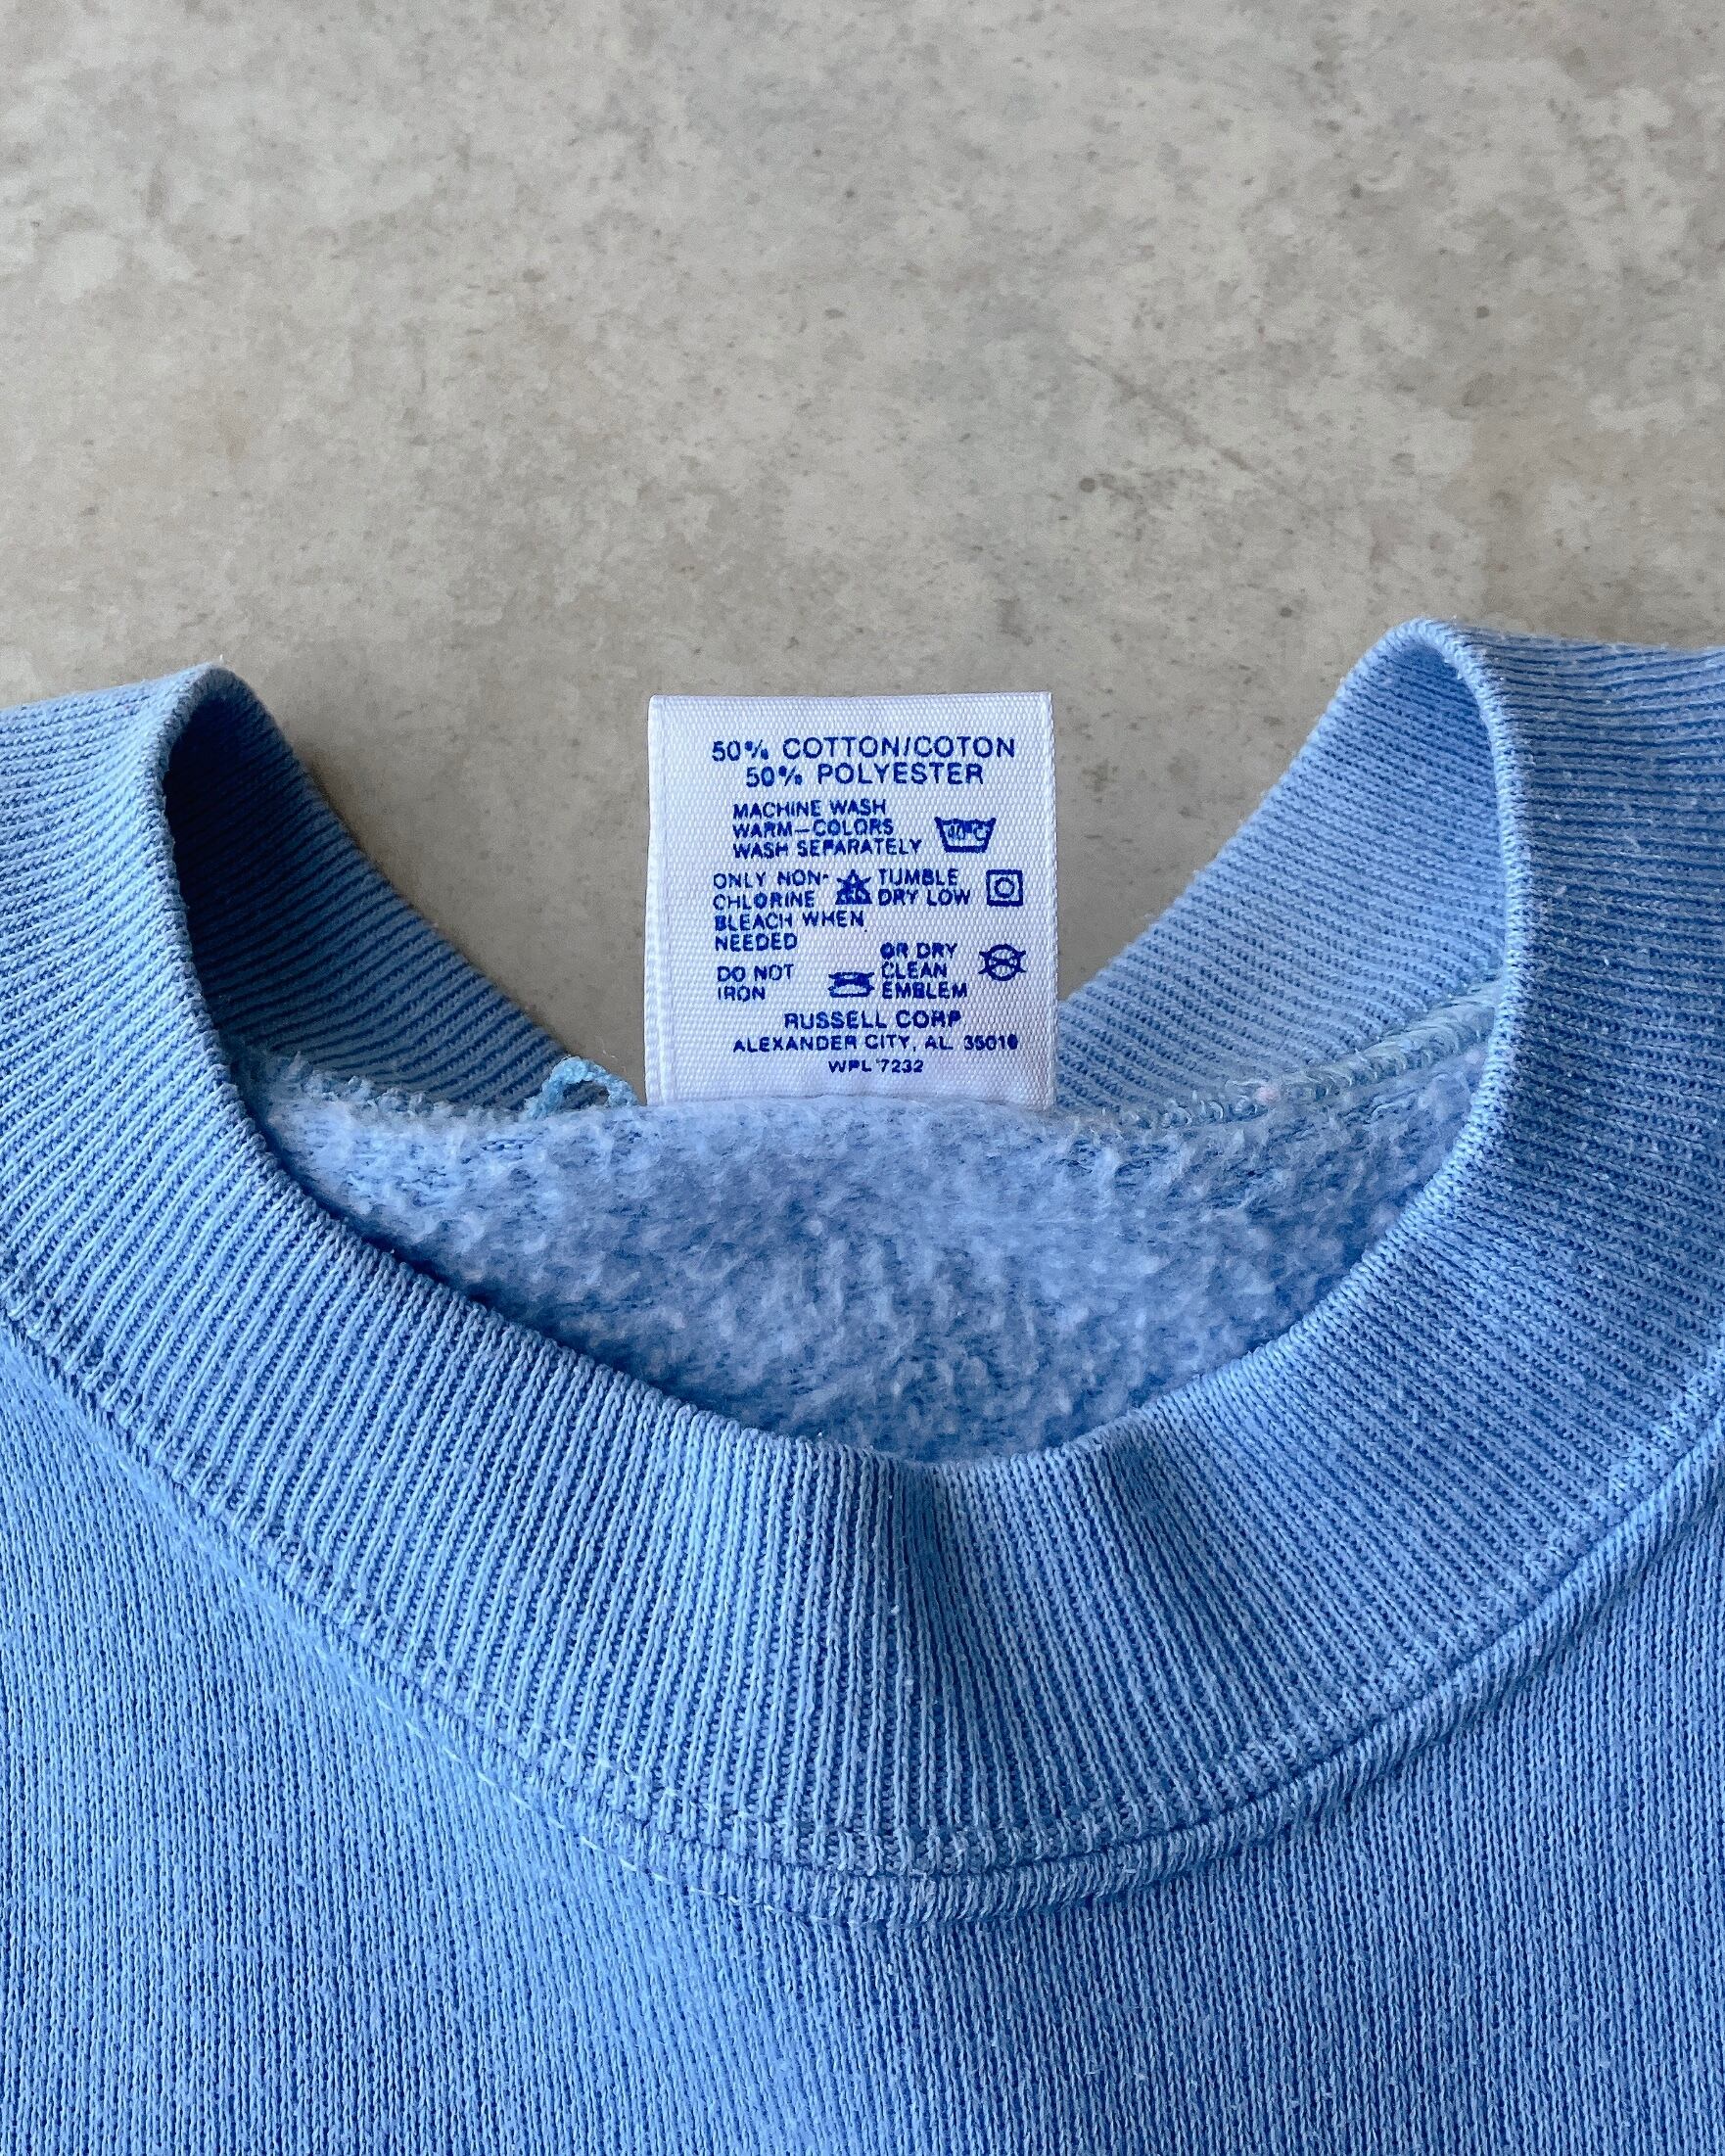 50% COTTON/COTON
50% POLYESTER
MACHINE WASH
WARM—COLORS
WASH SEPARATELY
40°C
ONLY NON-
CHLORINE
BLEACH WHEN
NEEDED
TUMBLE
DRY LOW
DO NOT
IRON
OR DRY
CLEAN
EMBLEM
RUSSELL CORP
ALEXANDER CITY, AL 35010
WPL 7232